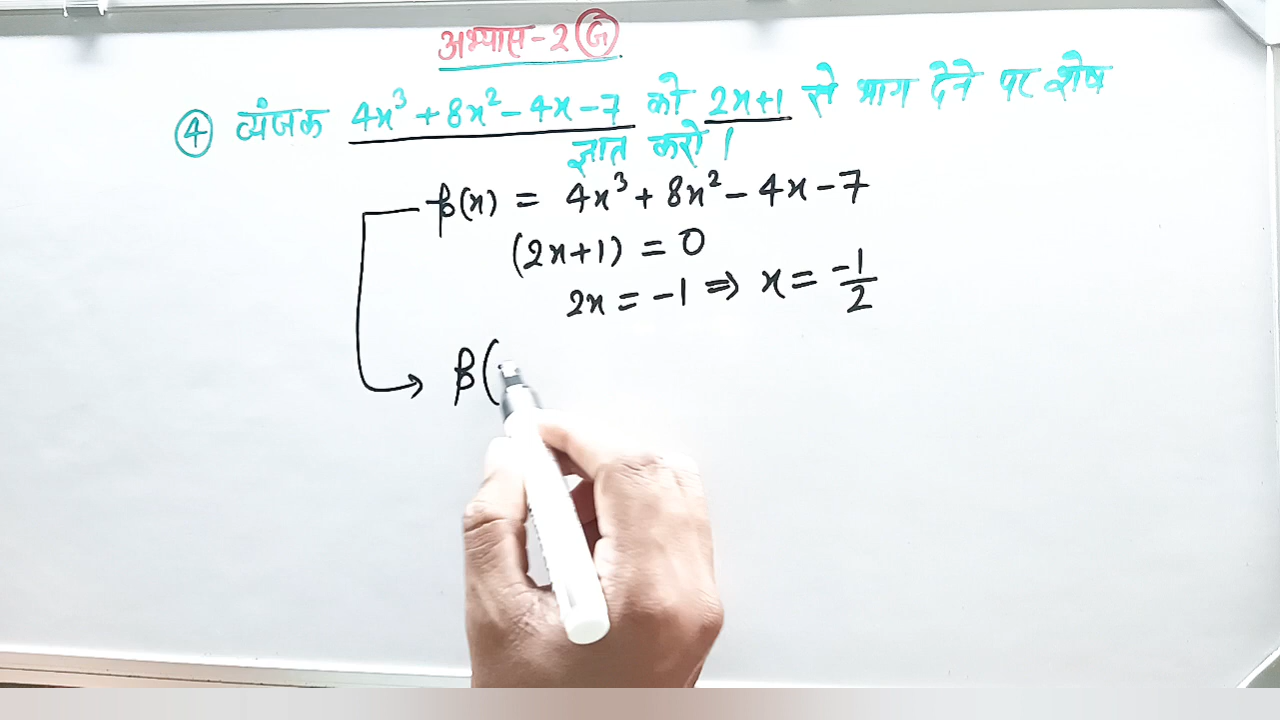 अभ्यास-2 G
④ व्यंजक 4x³ + 8x² - 4x - 7 को 2x+1 से भाग देने पर शेष
ज्ञात करो ।
p(x) = 4x³ + 8x² - 4x - 7
(2x+1) = 0
2x = -1 ⇒ x = -1/2
p(